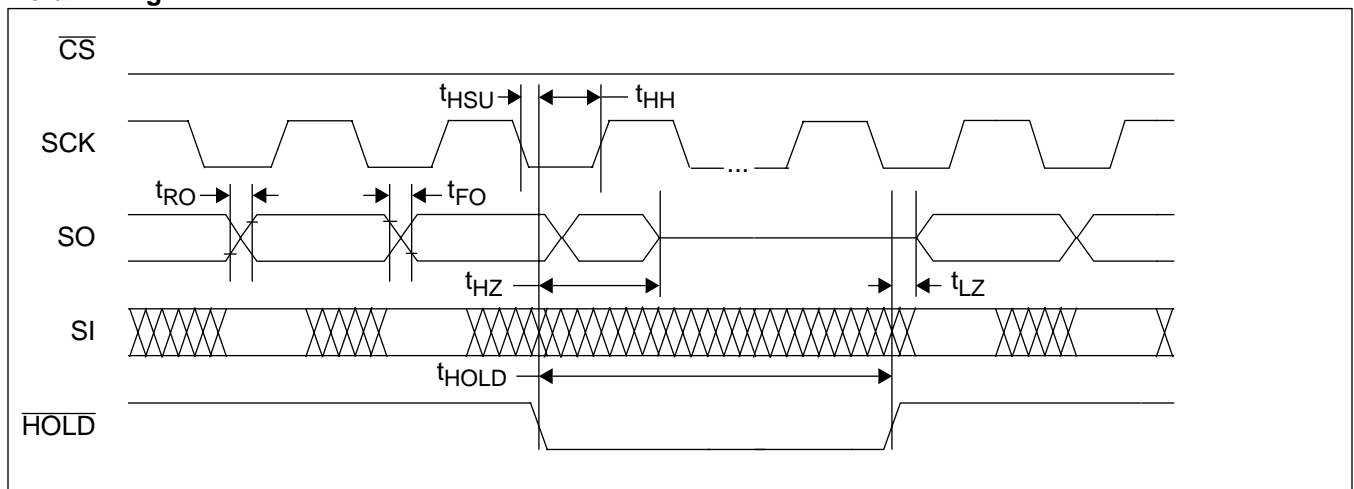 CS
tHSU
tHH
SCK
...
tRO
tFO
SO
tHZ
tLZ
SI
tHOLD
HOLD